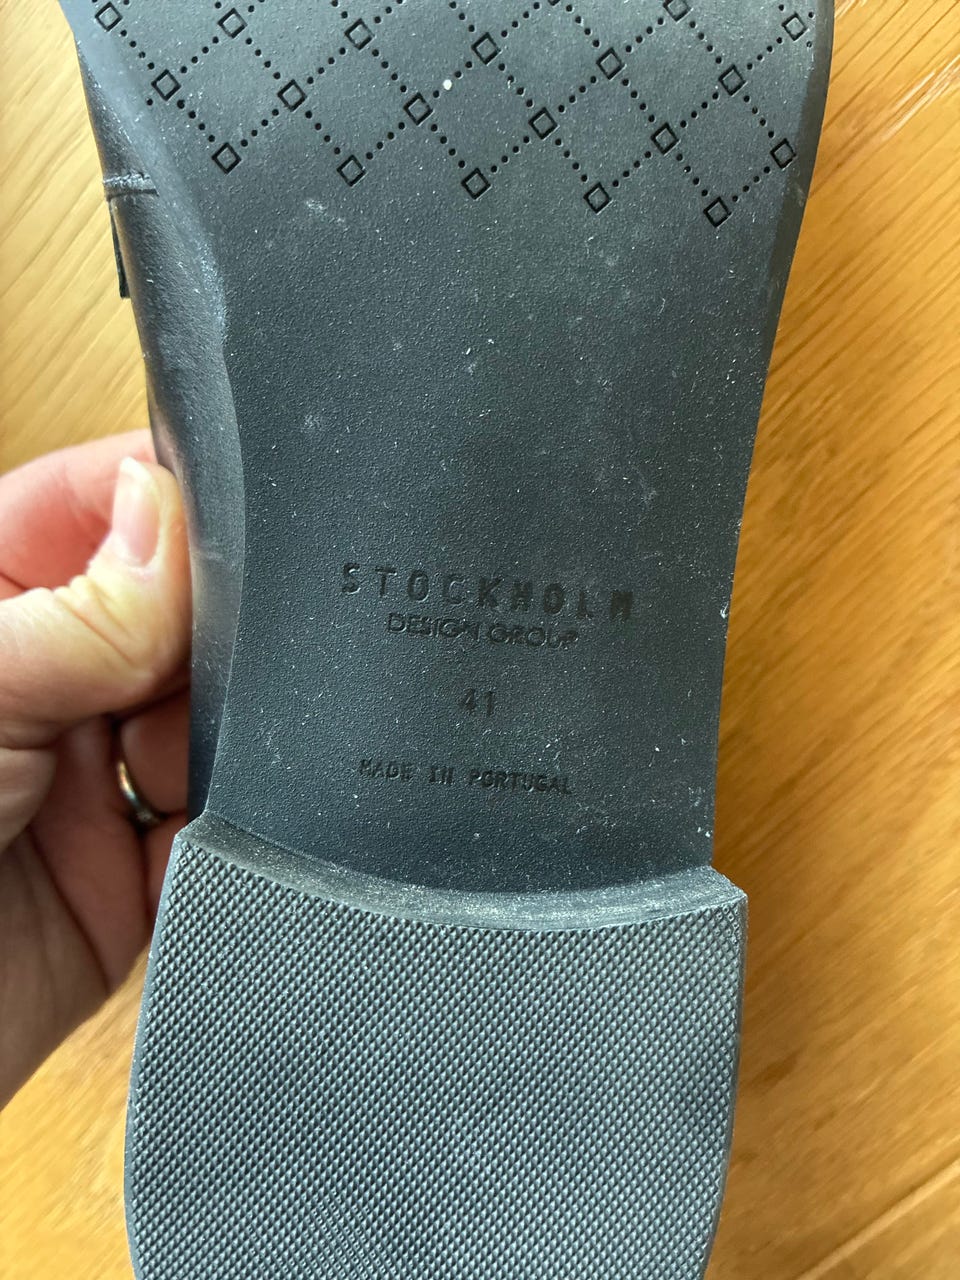 STOCKHOLM
DESIGN GROUP
41
MADE IN PORTUGAL